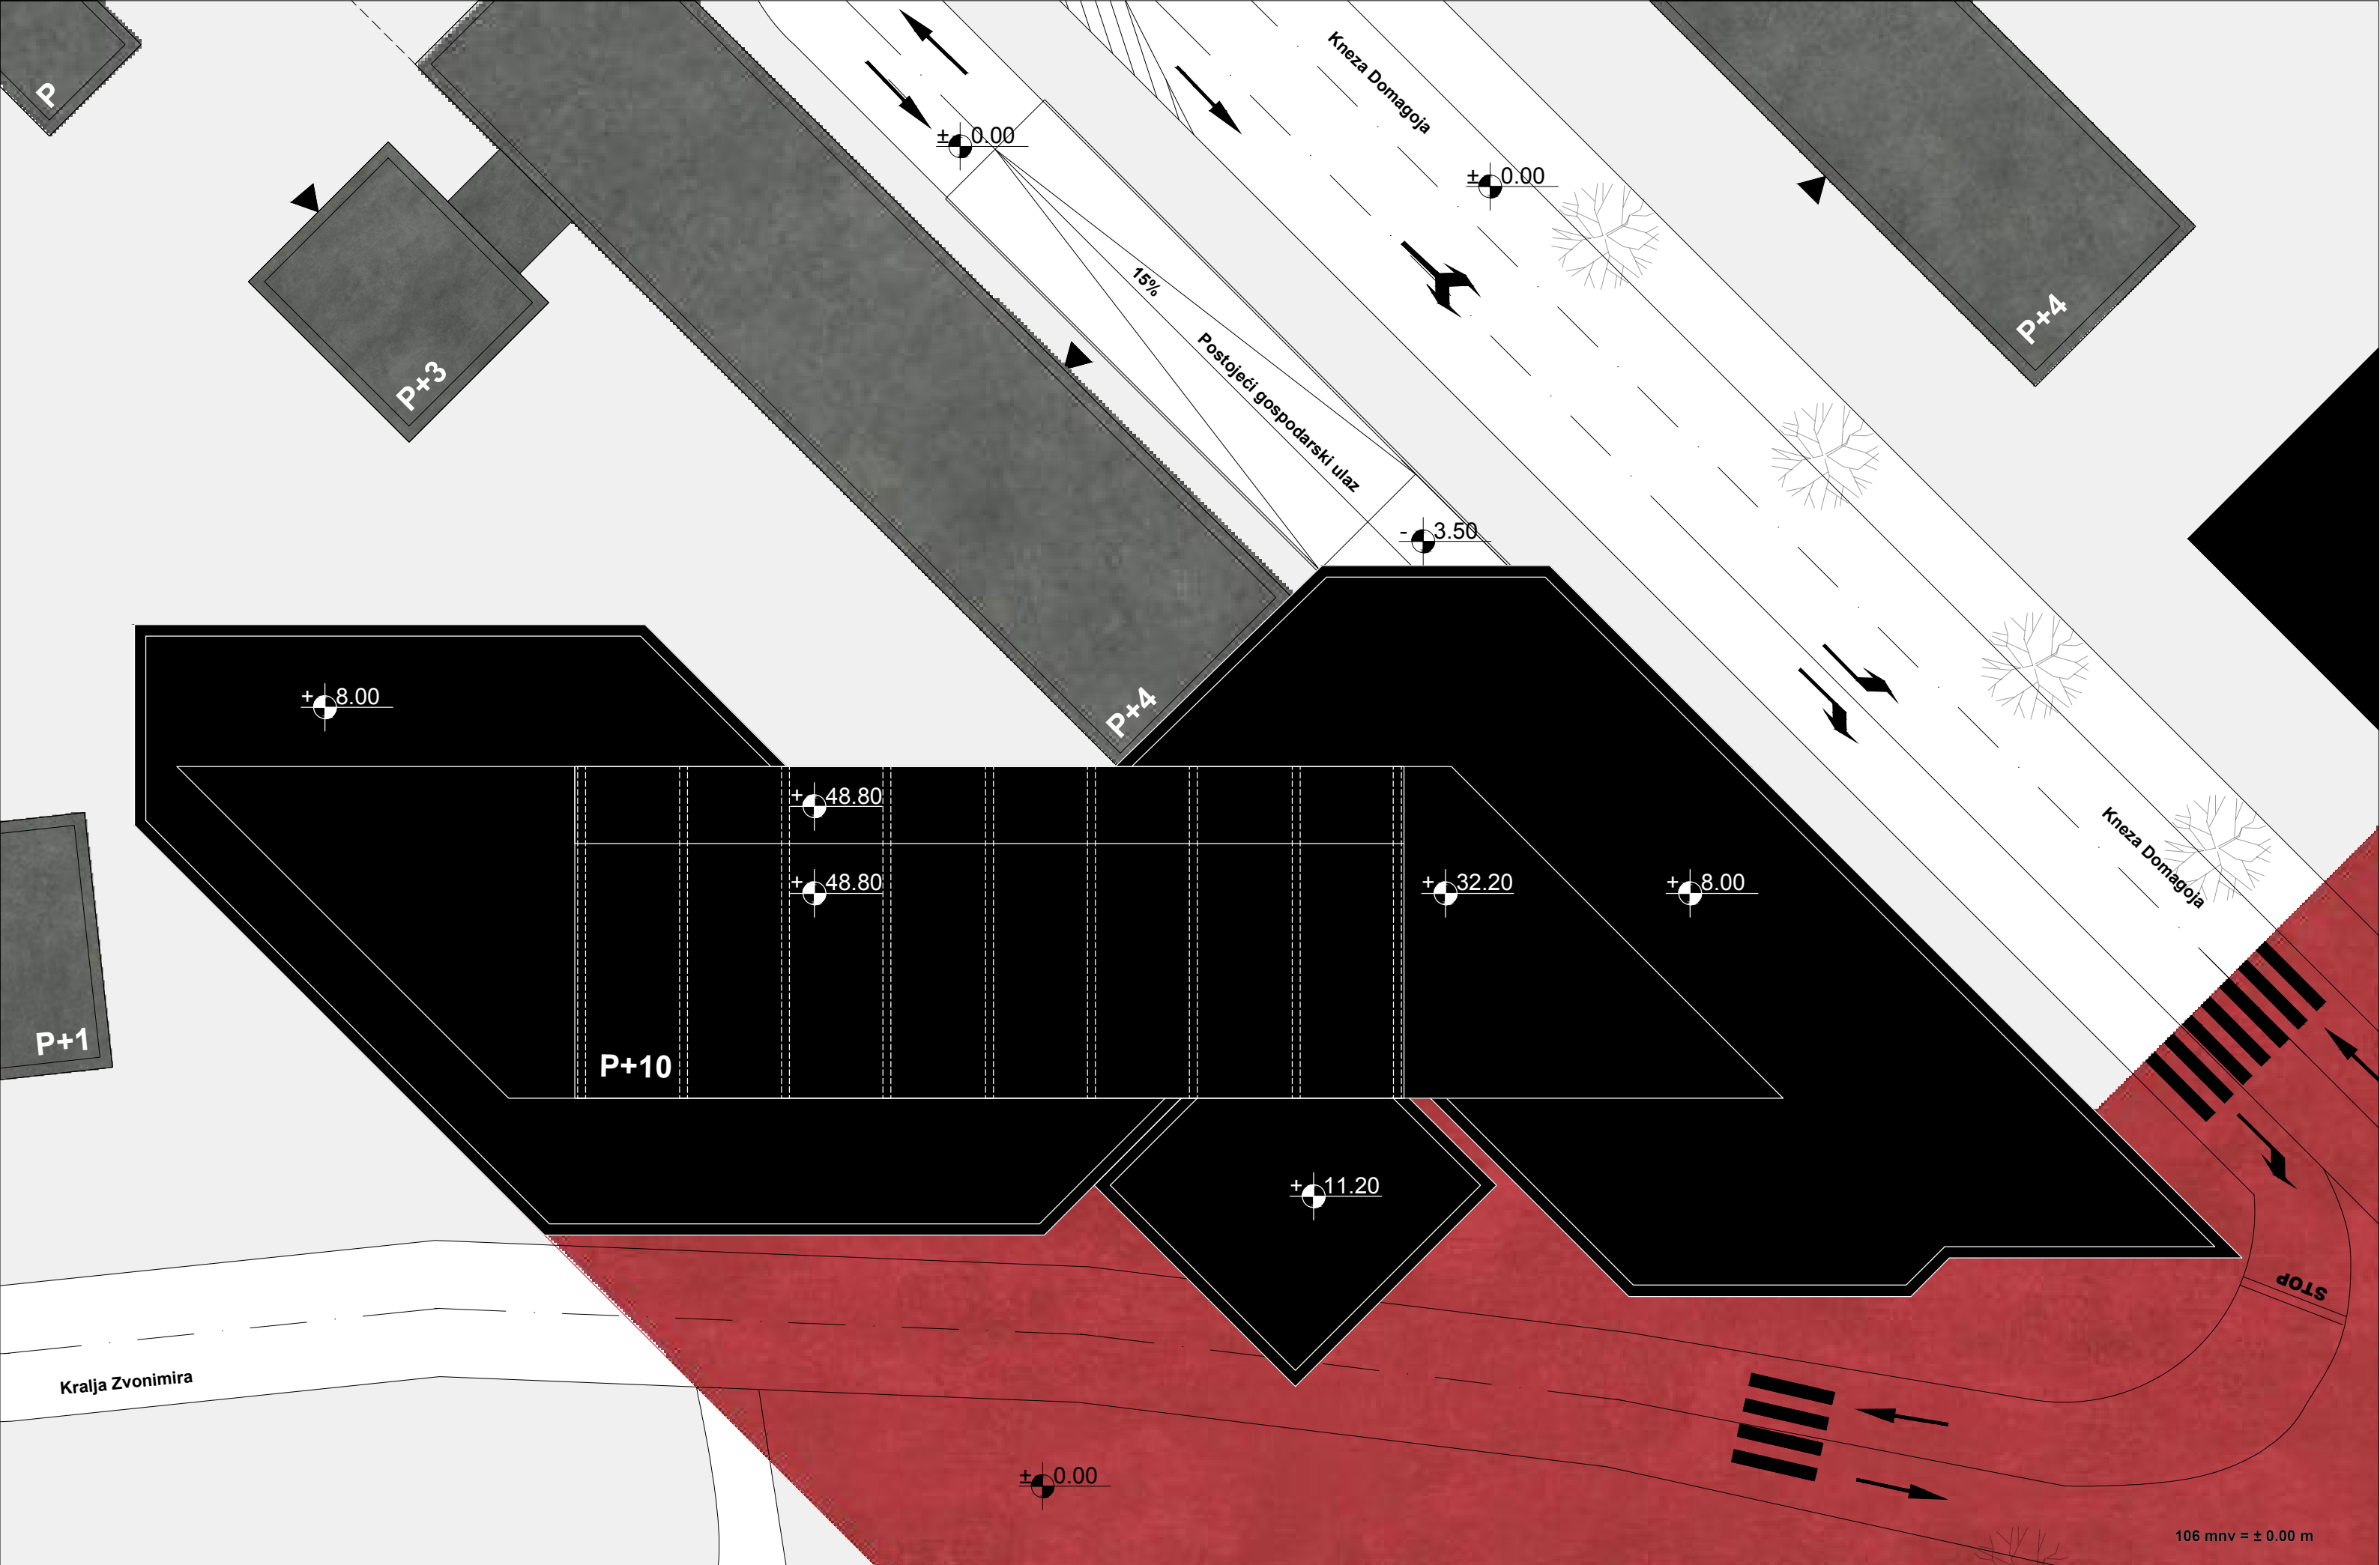 P
Kneza Domagoja
± 0.00
± 0.00
15%
P+4
P+3
Postojeći gospodarski ulaz
- 3.50
+ 8.00
P+4
+ 48.80
Kneza Domagoja
+ 48.80
+ 32.20
+ 8.00
P+1
P+10
+ 11.20
STOP
Kralja Zvonimira
± 0.00
106 mnv = ± 0.00 m